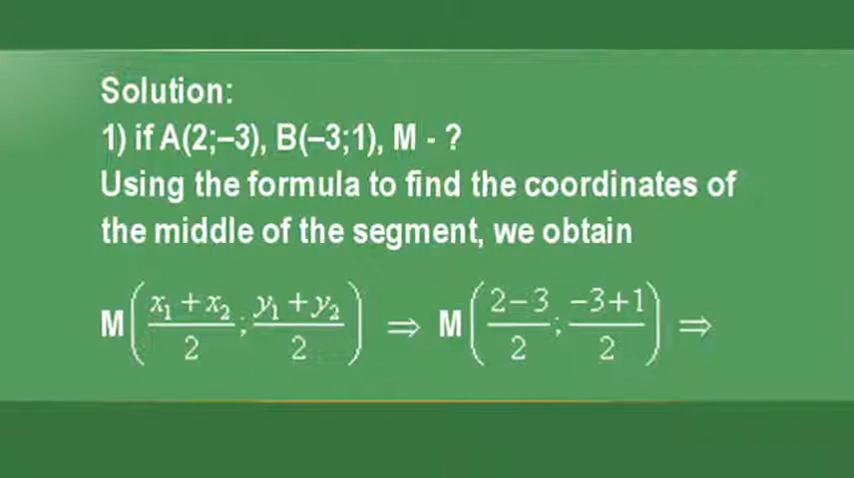 Solution:
1) if A(2;–3), B(–3;1), M - ?
Using the formula to find the coordinates of
the middle of the segment, we obtain
M(x₁+x₂/2; y₁+y₂/2) ⇒ M(2−3/2; −3+1/2) ⇒